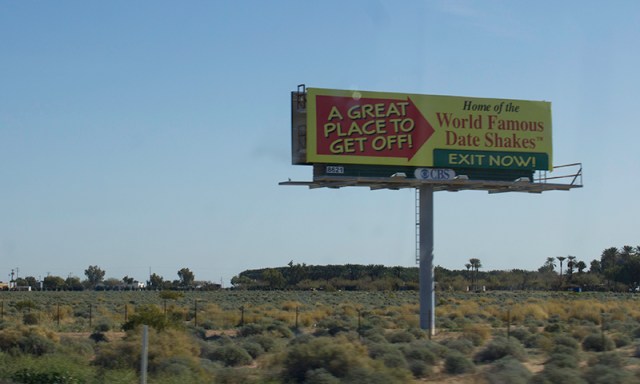 A GREAT
PLACE TO
GET OFF!
Home of the
World Famous
Date Shakes™
EXIT NOW!
CBS